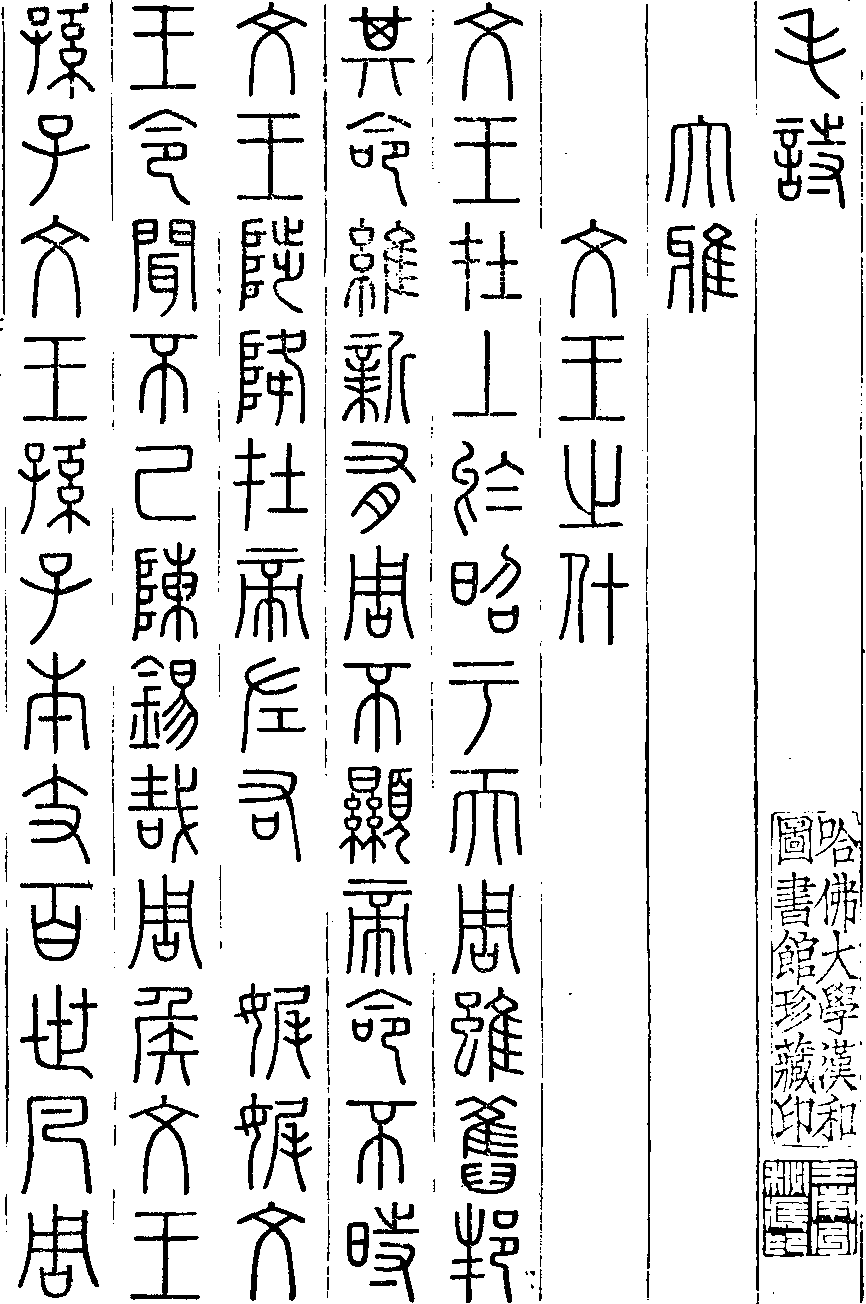 毛詩
大雅
文王之什
文王在上於昭于天周雖舊邦
其命維新有周不顯帝命不時
文王陟降在帝左右 娓娓文
王令聞不已陳錫哉周侯文王
孫子文王孫子本支百世凡周
哈佛大學漢和
圖書館珍藏印